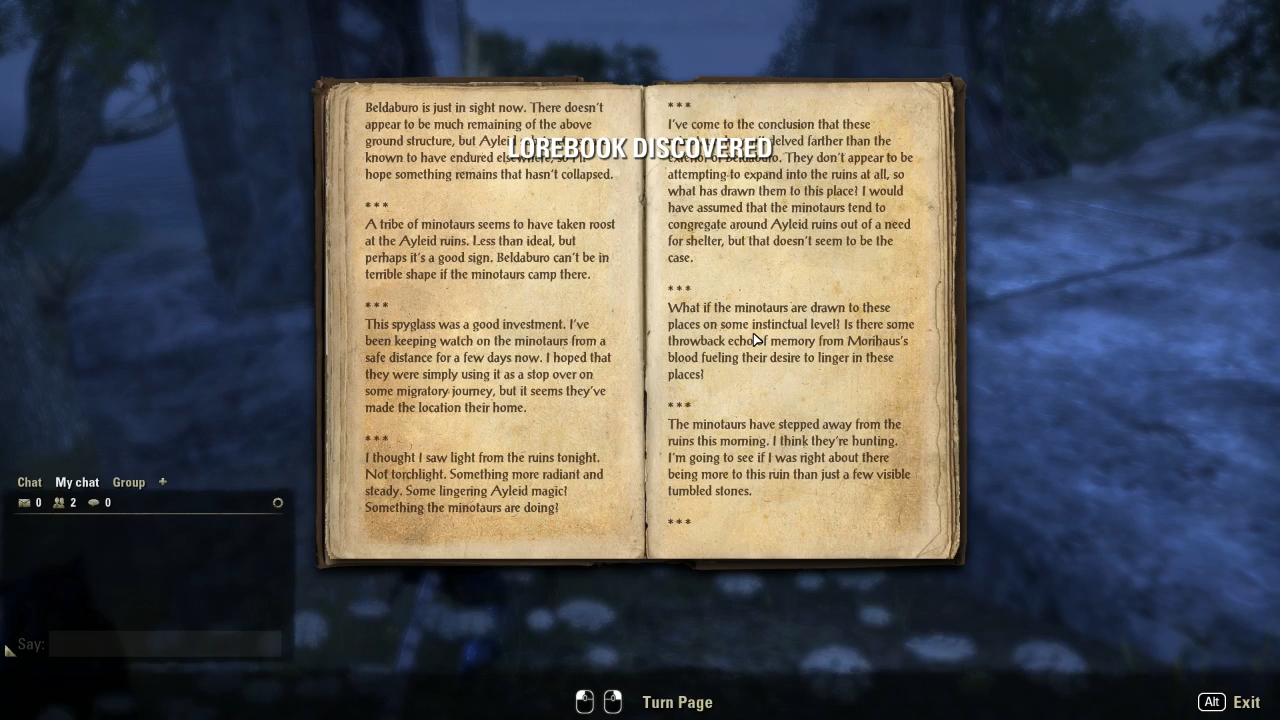 Beldaburo is just in sight now. There doesn't
appear to be much remaining of the above
ground structure, but Aylei
known to have endured
hope something remains that hasn't collapsed.
***
A tribe of minotaurs seems to have taken roost
at the Ayleid ruins. Less than ideal, but
perhaps it's a good sign. Beldaburo can't be in
terrible shape if the minotaurs camp there.
***
This spyglass was a good investment. I've
been keeping watch on the minotaurs from a
safe distance for a few days now. I hoped that
they were simply using it as a stop over on
some migratory journey, but it seems they've
made the location their home.
***
I thought I saw light from the ruins tonight.
Not torchlight. Something more radiant and
steady. Some lingering Ayleid magic?
Something the minotaurs are doing?
***
I've come to the conclusion that these
delved farther than the
exterior of Beldaburo. They don't appear to be
attempting to expand into the ruins at all, so
what has drawn them to this place? I would
have assumed that the minotaurs tend to
congregate around Ayleid ruins out of a need
for shelter, but that doesn't seem to be the
case.
***
What if the minotaurs are drawn to these
places on some instinctual level? Is there some
throwback echo of memory from Morihaus's
blood fueling their desire to linger in these
places?
***
The minotaurs have stepped away from the
ruins this morning. I think they're hunting.
I'm going to see if I was right about there
being more to this ruin than just a few visible
tumbled stones.
***
LOREBOOK DISCOVERED
Chat My chat Group +
0 2 0
Say:
Turn Page
Alt Exit